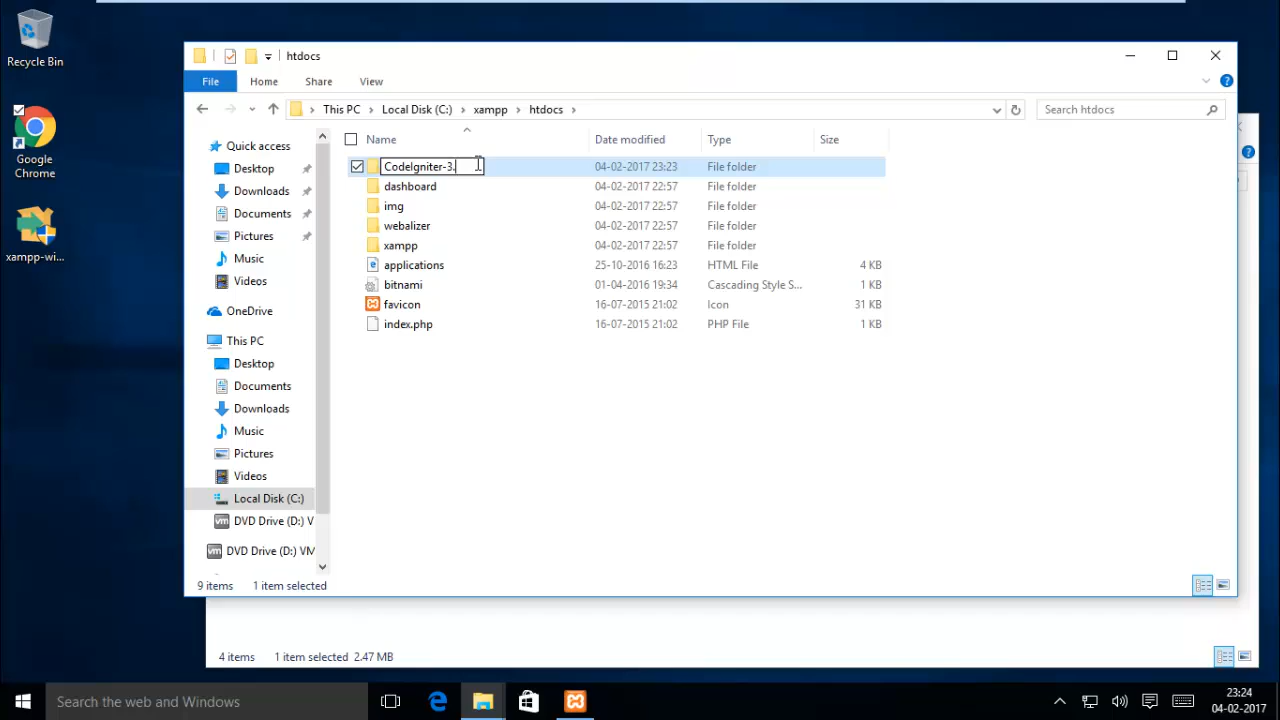 Recycle Bin
Google
Chrome
xampp-wi...
htdocs
File Home Share View
This PC Local Disk (C:) xampp htdocs
Search htdocs
Name Date modified Type Size
CodeIgniter-3. 04-02-2017 23:23 File folder
dashboard 04-02-2017 22:57 File folder
img 04-02-2017 22:57 File folder
webalizer 04-02-2017 22:57 File folder
xampp 04-02-2017 22:57 File folder
applications 25-10-2016 16:23 HTML File 4 KB
bitnami 01-04-2016 19:34 Cascading Style S... 1 KB
favicon 16-07-2015 21:02 Icon 31 KB
index.php 16-07-2015 21:02 PHP File 1 KB
Quick access
Desktop
Downloads
Documents
Pictures
Music
Videos
OneDrive
This PC
Desktop
Documents
Downloads
Music
Pictures
Videos
Local Disk (C:)
DVD Drive (D:) V
DVD Drive (D:) VM
9 items 1 item selected
4 items 1 item selected 2.47 MB
Search the web and Windows
23:24
04-02-2017